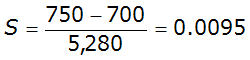 S = (750 − 700) / 5,280 = 0.0095